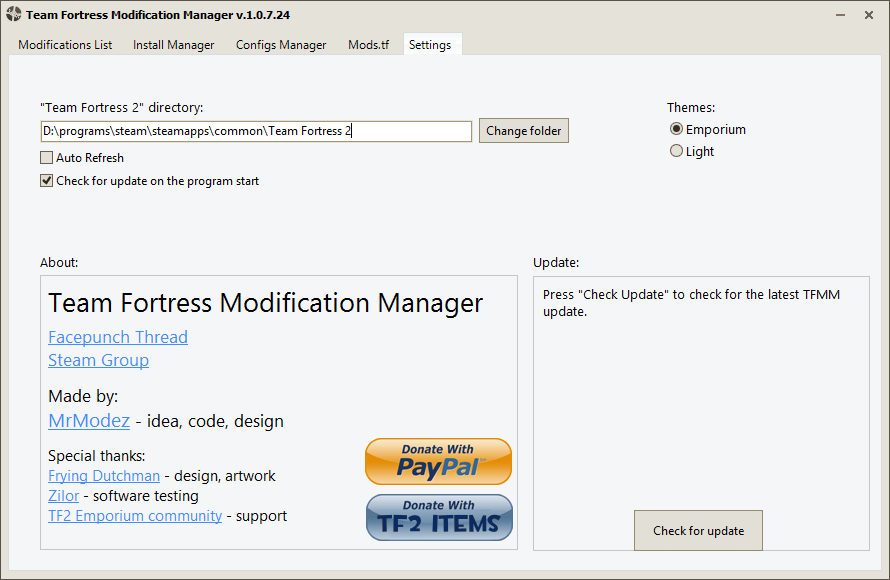 Team Fortress Modification Manager v.1.0.7.24
Modifications List Install Manager Configs Manager Mods.tf Settings
"Team Fortress 2" directory:
D:\programs\steam\steamapps\common\Team Fortress 2
Change folder
Auto Refresh
Check for update on the program start
Themes:
Emporium
Light
About:
Team Fortress Modification Manager
Facepunch Thread
Steam Group
Made by:
MrModez - idea, code, design
Special thanks:
Frying Dutchman - design, artwork
Zilor - software testing
TF2 Emporium community - support
Donate With
PayPal
Donate With
TF2 ITEMS
Update:
Press "Check Update" to check for the latest TFMM
update.
Check for update